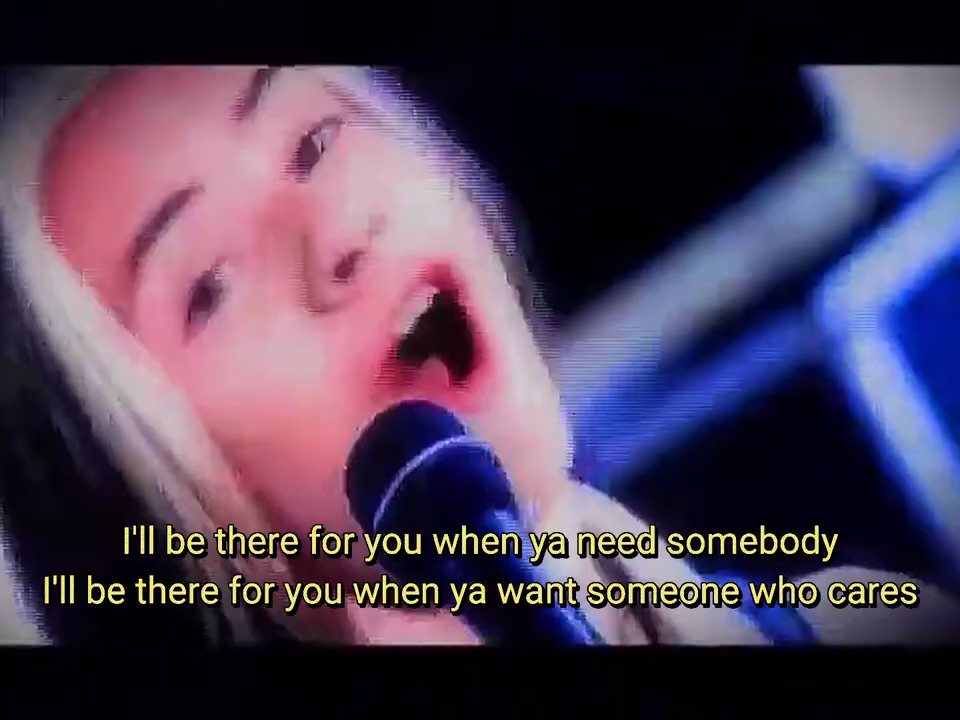 I'll be there for you when ya need somebody
I'll be there for you when ya want someone who cares